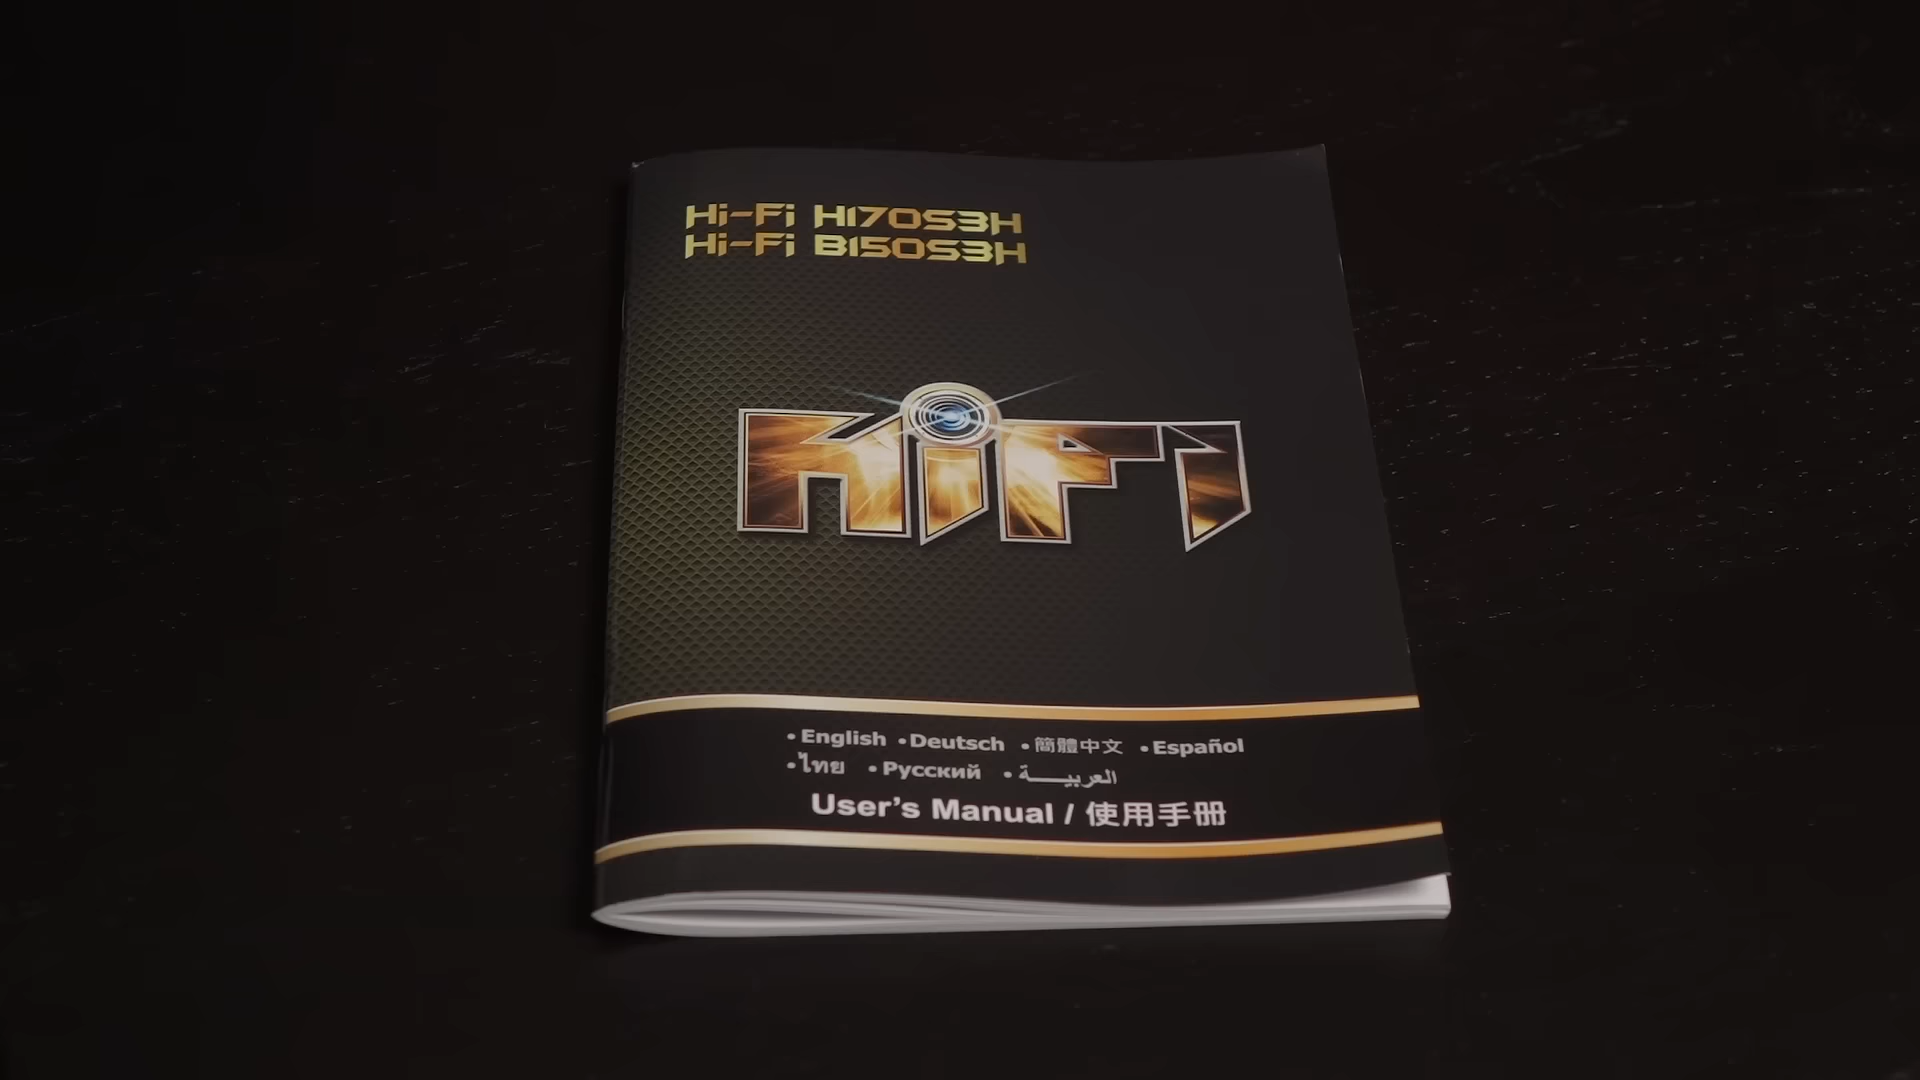 Hi-Fi H170S3H
Hi-Fi B150S3H
HiFi
•English •Deutsch •簡體中文 •Español
•ไทย •Русский •العربيـــــة
User's Manual / 使用手册